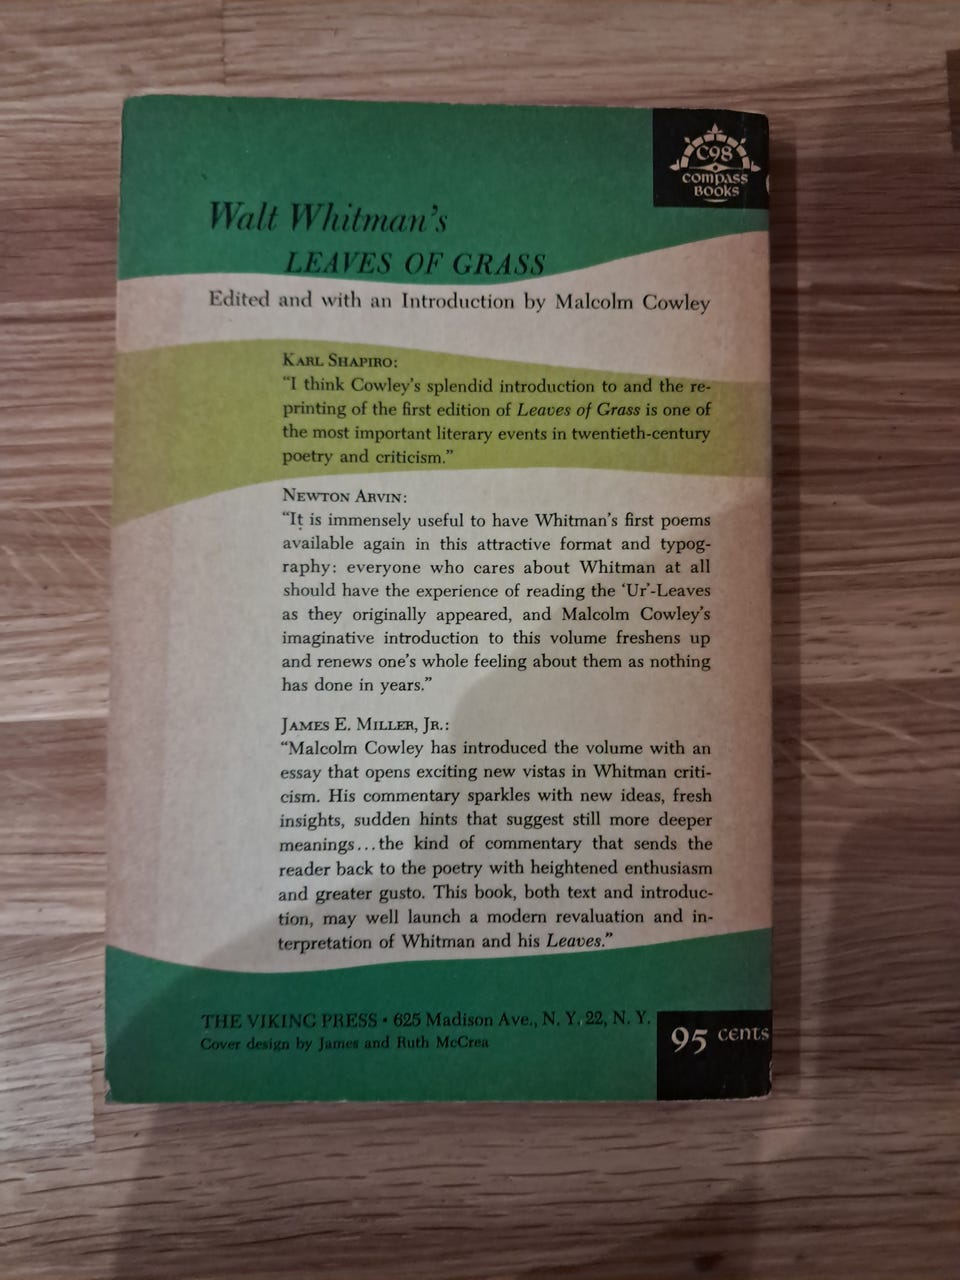 C98
COMPASS
BOOKS
Walt Whitman's
LEAVES OF GRASS
Edited and with an Introduction by Malcolm Cowley
KARL SHAPIRO:
“I think Cowley’s splendid introduction to and the re-
printing of the first edition of Leaves of Grass is one of
the most important literary events in twentieth-century
poetry and criticism.”
NEWTON ARVIN:
“It is immensely useful to have Whitman’s first poems
available again in this attractive format and typog-
raphy: everyone who cares about Whitman at all
should have the experience of reading the ‘Ur’-Leaves
as they originally appeared, and Malcolm Cowley’s
imaginative introduction to this volume freshens up
and renews one’s whole feeling about them as nothing
has done in years.”
JAMES E. MILLER, JR.:
“Malcolm Cowley has introduced the volume with an
essay that opens exciting new vistas in Whitman criti-
cism. His commentary sparkles with new ideas, fresh
insights, sudden hints that suggest still more deeper
meanings...the kind of commentary that sends the
reader back to the poetry with heightened enthusiasm
and greater gusto. This book, both text and introduc-
tion, may well launch a modern revaluation and in-
terpretation of Whitman and his Leaves.”
THE VIKING PRESS • 625 Madison Ave., N. Y. 22, N. Y.
Cover design by James and Ruth McCrea
95 cents